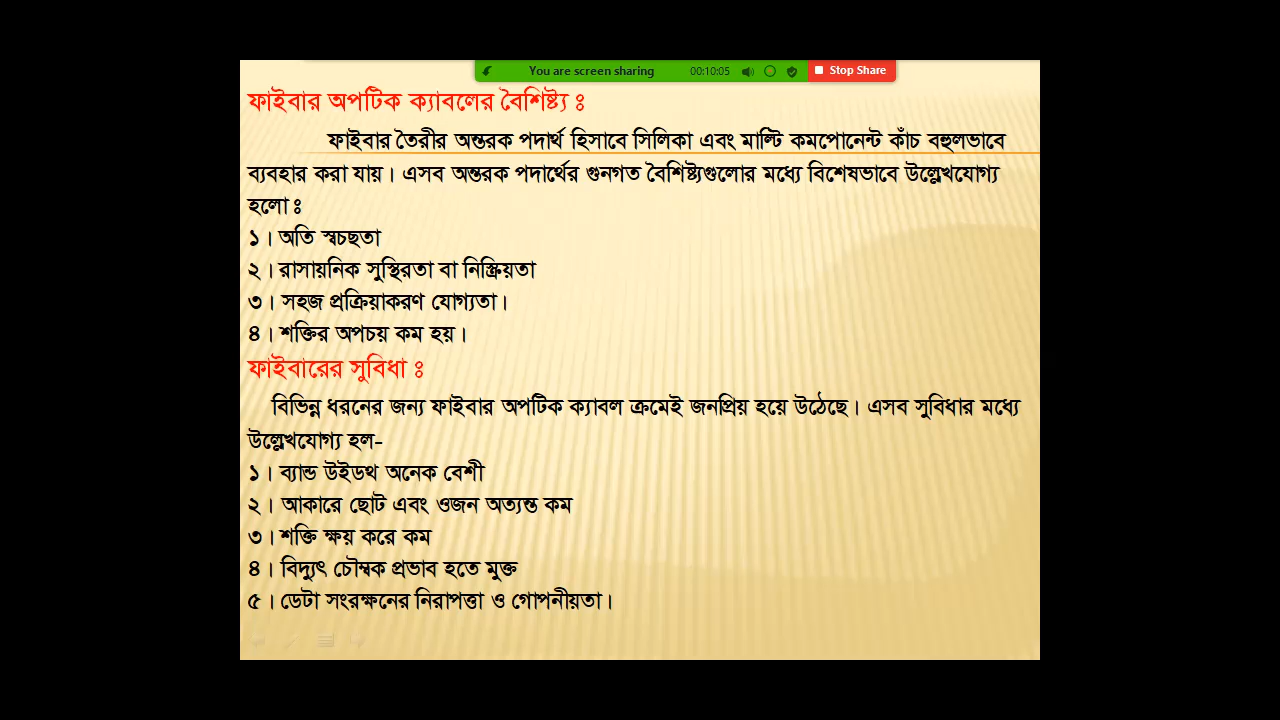 You are screen sharing 00:10:05 Stop Share
ফাইবার অপটিক ক্যাবলের বৈশিষ্ট্য ঃ
ফাইবার তৈরীর অন্তরক পদার্থ হিসাবে সিলিকা এবং মাল্টি কমপোনেন্ট কাঁচ বহুলভাবে
ব্যবহার করা যায়। এসব অন্তরক পদার্থের গুনগত বৈশিষ্ট্যগুলোর মধ্যে বিশেষভাবে উল্লেখযোগ্য
হলো ঃ
১। অতি স্বচছতা
২। রাসায়নিক সুস্থিরতা বা নিস্ক্রিয়তা
৩। সহজ প্রক্রিয়াকরণ যোগ্যতা।
৪। শক্তির অপচয় কম হয়।
ফাইবারের সুবিধা ঃ
বিভিন্ন ধরনের জন্য ফাইবার অপটিক ক্যাবল ক্রমেই জনপ্রিয় হয়ে উঠেছে। এসব সুবিধার মধ্যে
উল্লেখযোগ্য হল-
১। ব্যান্ড উইডথ অনেক বেশী
২। আকারে ছোট এবং ওজন অত্যন্ত কম
৩। শক্তি ক্ষয় করে কম
৪। বিদ্যুৎ চৌম্বক প্রভাব হতে মুক্ত
৫। ডেটা সংরক্ষনের নিরাপত্তা ও গোপনীয়তা।